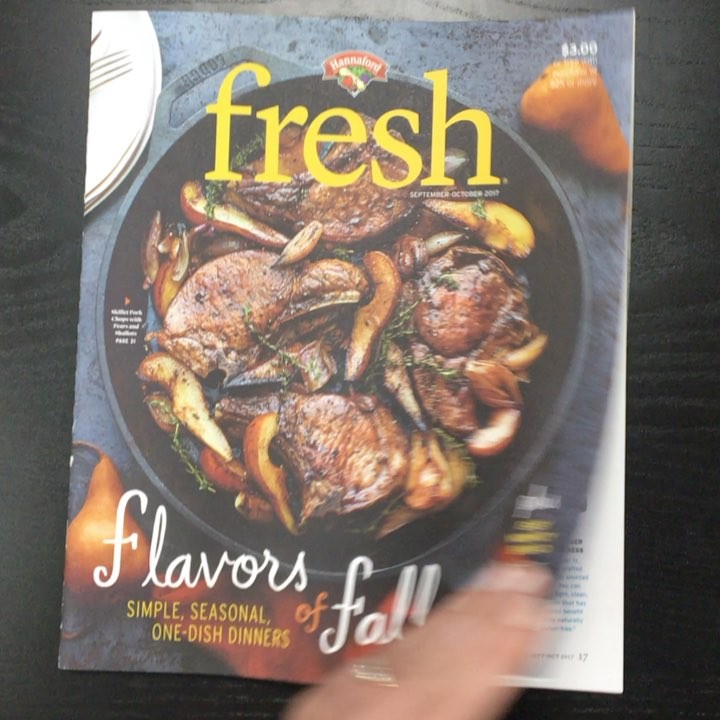 $3.00
Hannaford
fresh
SEPTEMBER-OCTOBER 2017
Skillet Pork
Chops with
Pears and
Shallots
PAGE 31
Flavors
of fall
SIMPLE, SEASONAL,
ONE-DISH DINNERS
2017 17